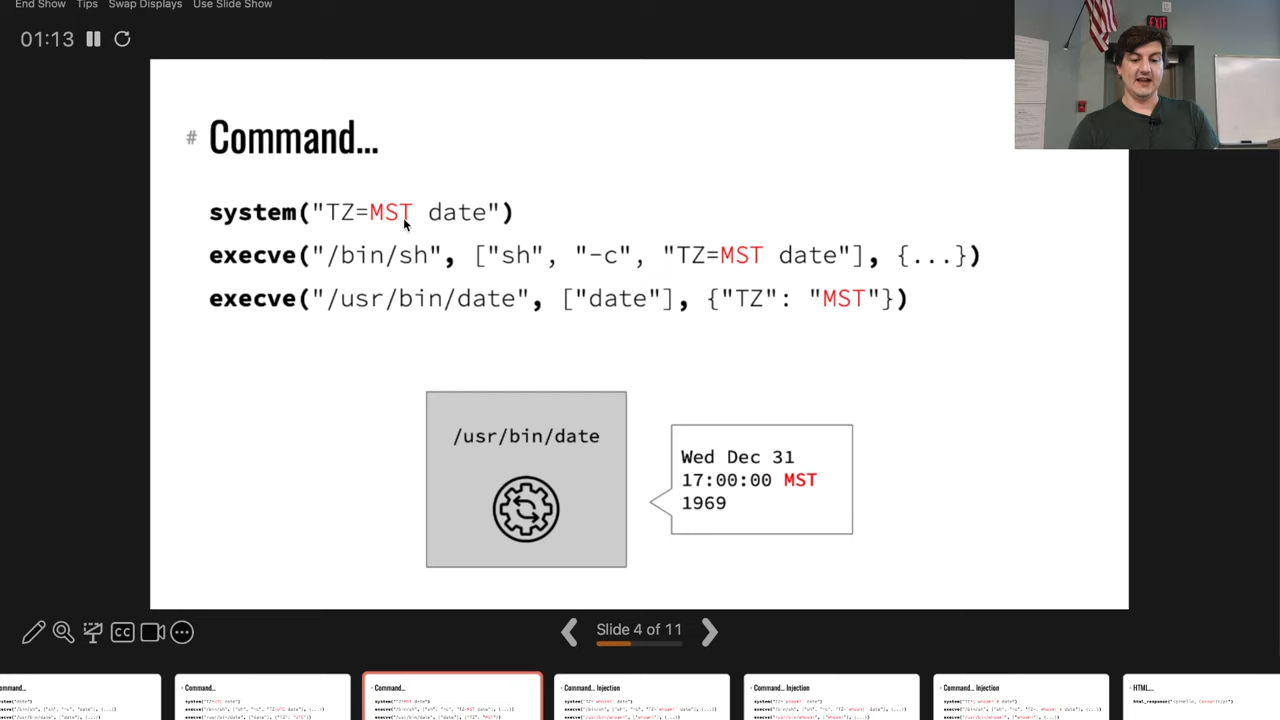 End Show Tips Swap Displays Use Slide Show
01:13
EXIT
# Command...
system("TZ=MST date")
execve("/bin/sh", ["sh", "-c", "TZ=MST date"], {...})
execve("/usr/bin/date", ["date"], {"TZ": "MST"})
/usr/bin/date
Wed Dec 31
17:00:00 MST
1969
CC
Slide 4 of 11
Command...
Command...
Command... Injection
Command... Injection
Command... Injection
HTML...